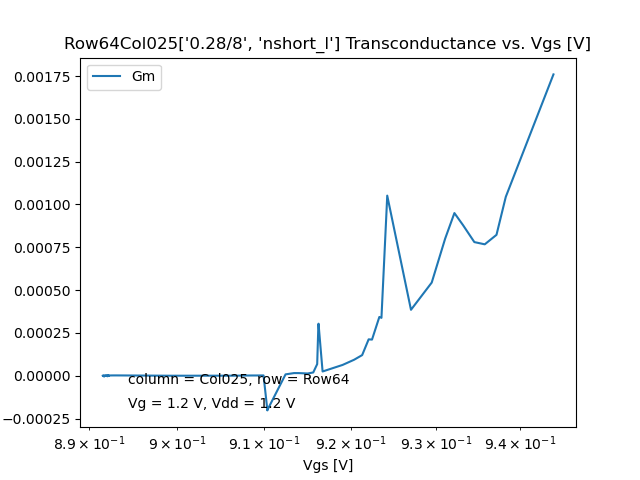 Row64Col025['0.28/8', 'nshort_l'] Transconductance vs. Vgs [V]
Gm
0.00175
0.00150
0.00125
0.00100
0.00075
0.00050
0.00025
0.00000
−0.00025
column = Col025, row = Row64
Vg = 1.2 V, Vdd = 1.2 V
8.9 × 10⁻¹ 9 × 10⁻¹ 9.1 × 10⁻¹ 9.2 × 10⁻¹ 9.3 × 10⁻¹ 9.4 × 10⁻¹
Vgs [V]